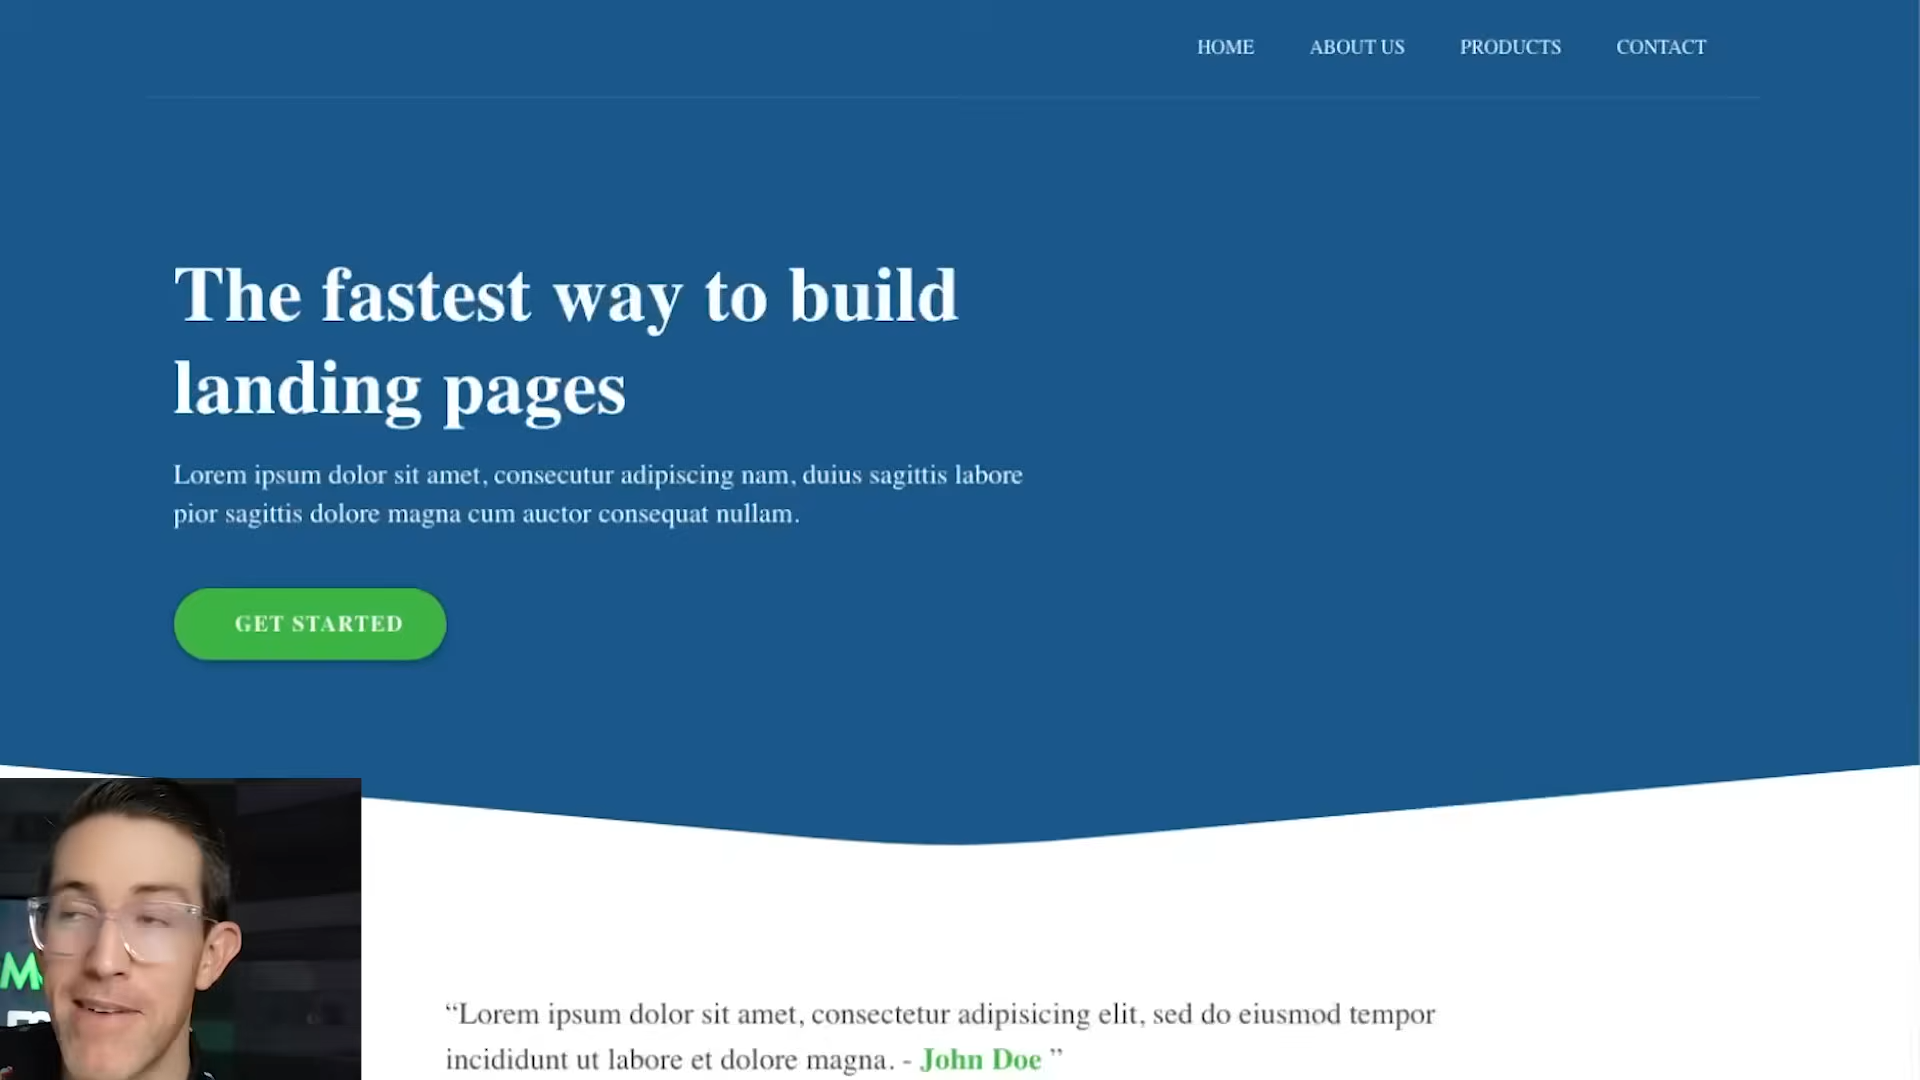 HOME ABOUT US PRODUCTS CONTACT
The fastest way to build
landing pages
Lorem ipsum dolor sit amet, consecutur adipiscing nam, duius sagittis labore
pior sagittis dolore magna cum auctor consequat nullam.
GET STARTED
“Lorem ipsum dolor sit amet, consectetur adipisicing elit, sed do eiusmod tempor
incididunt ut labore et dolore magna. - John Doe ”